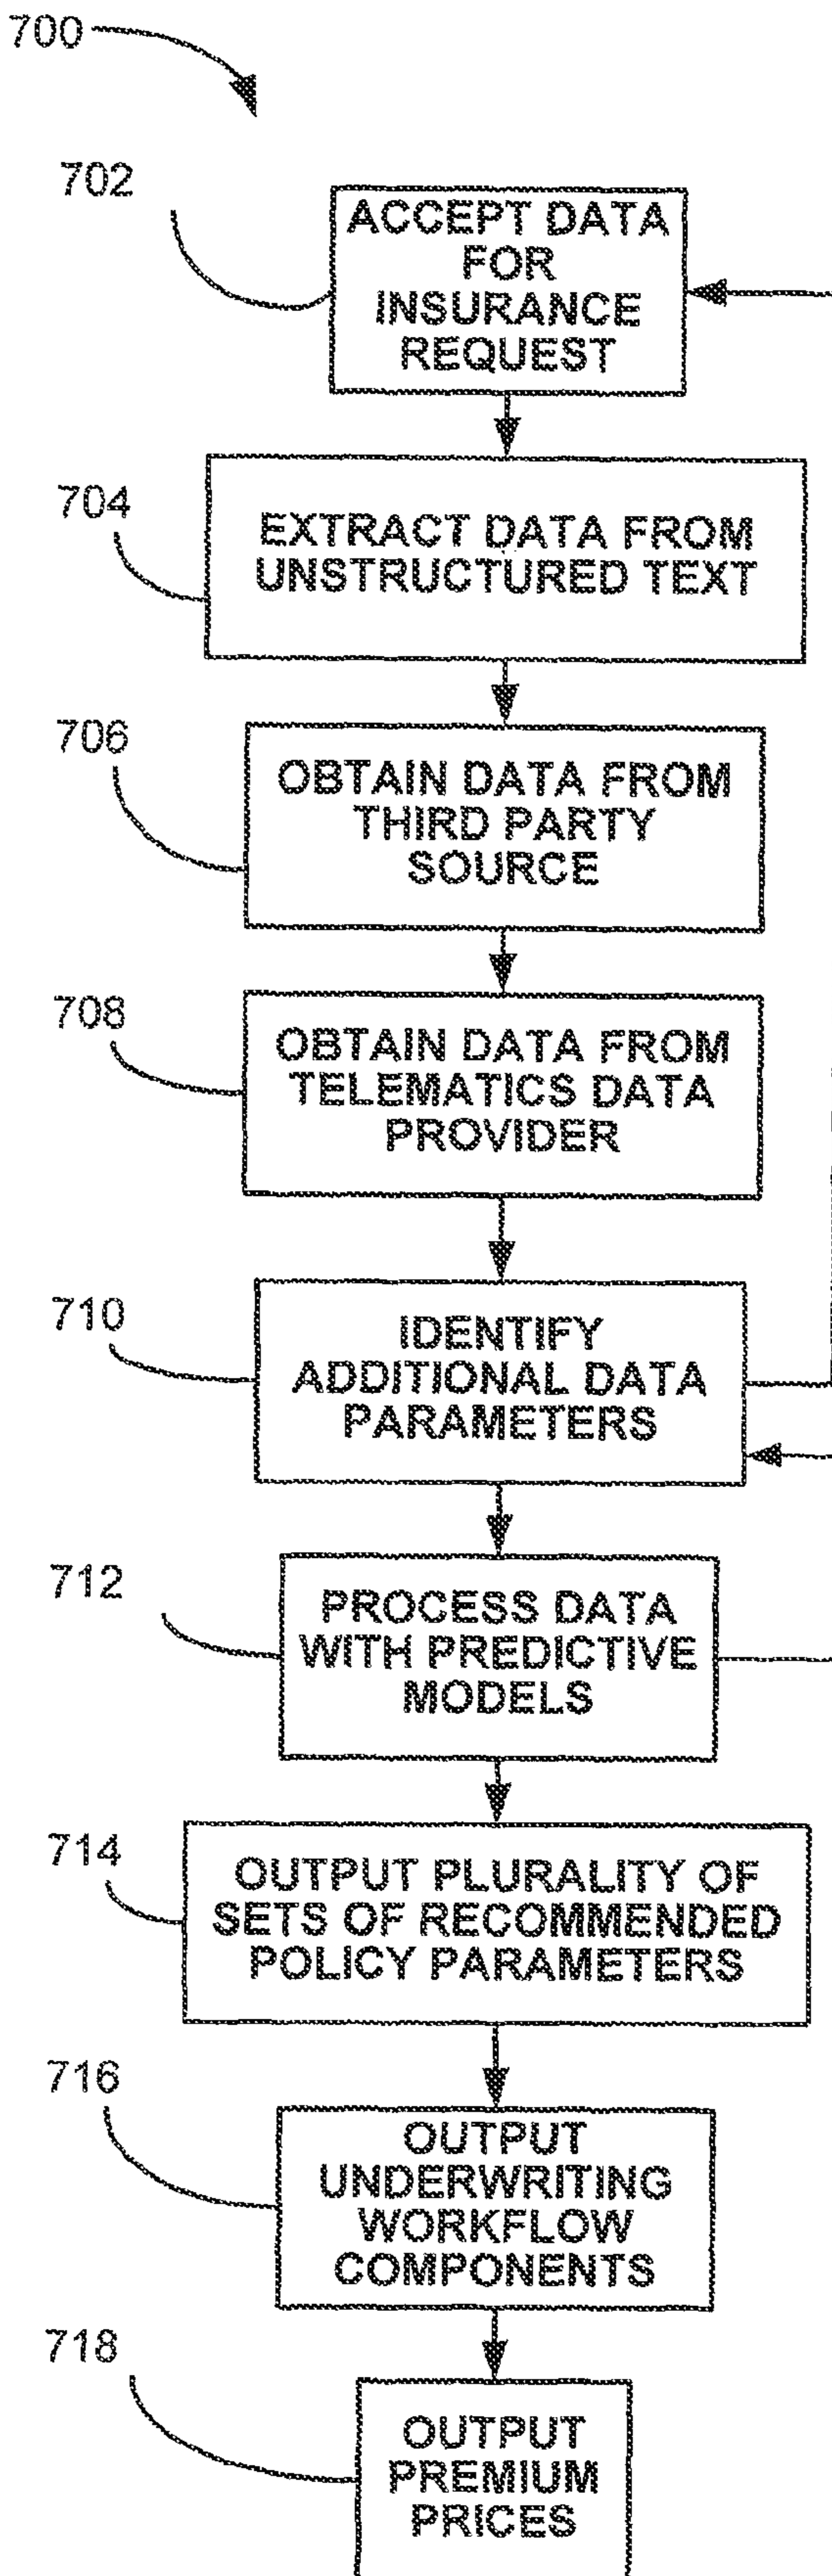 700
702
ACCEPT DATA
FOR
INSURANCE
REQUEST
704
EXTRACT DATA FROM
UNSTRUCTURED TEXT
706
OBTAIN DATA FROM
THIRD PARTY
SOURCE
708
OBTAIN DATA FROM
TELEMATICS DATA
PROVIDER
710
IDENTIFY
ADDITIONAL DATA
PARAMETERS
712
PROCESS DATA
WITH PREDICTIVE
MODELS
714
OUTPUT PLURALITY OF
SETS OF RECOMMENDED
POLICY PARAMETERS
716
OUTPUT
UNDERWRITING
WORKFLOW
COMPONENTS
718
OUTPUT
PREMIUM
PRICES